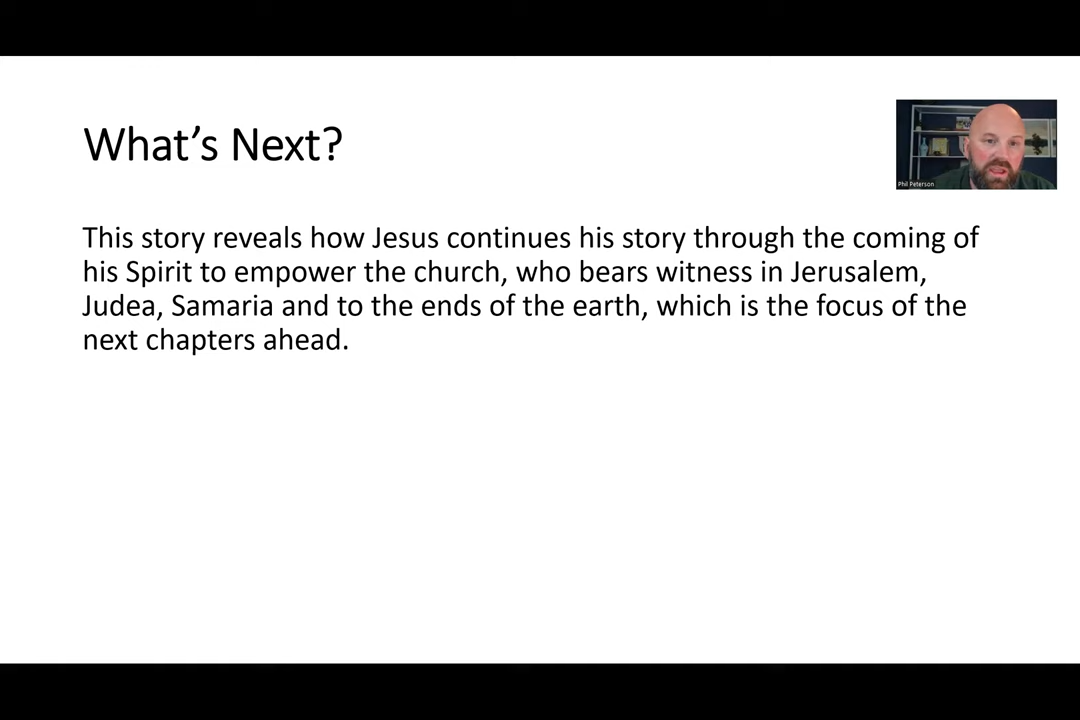 What's Next?
Phil Peterson
This story reveals how Jesus continues his story through the coming of
his Spirit to empower the church, who bears witness in Jerusalem,
Judea, Samaria and to the ends of the earth, which is the focus of the
next chapters ahead.